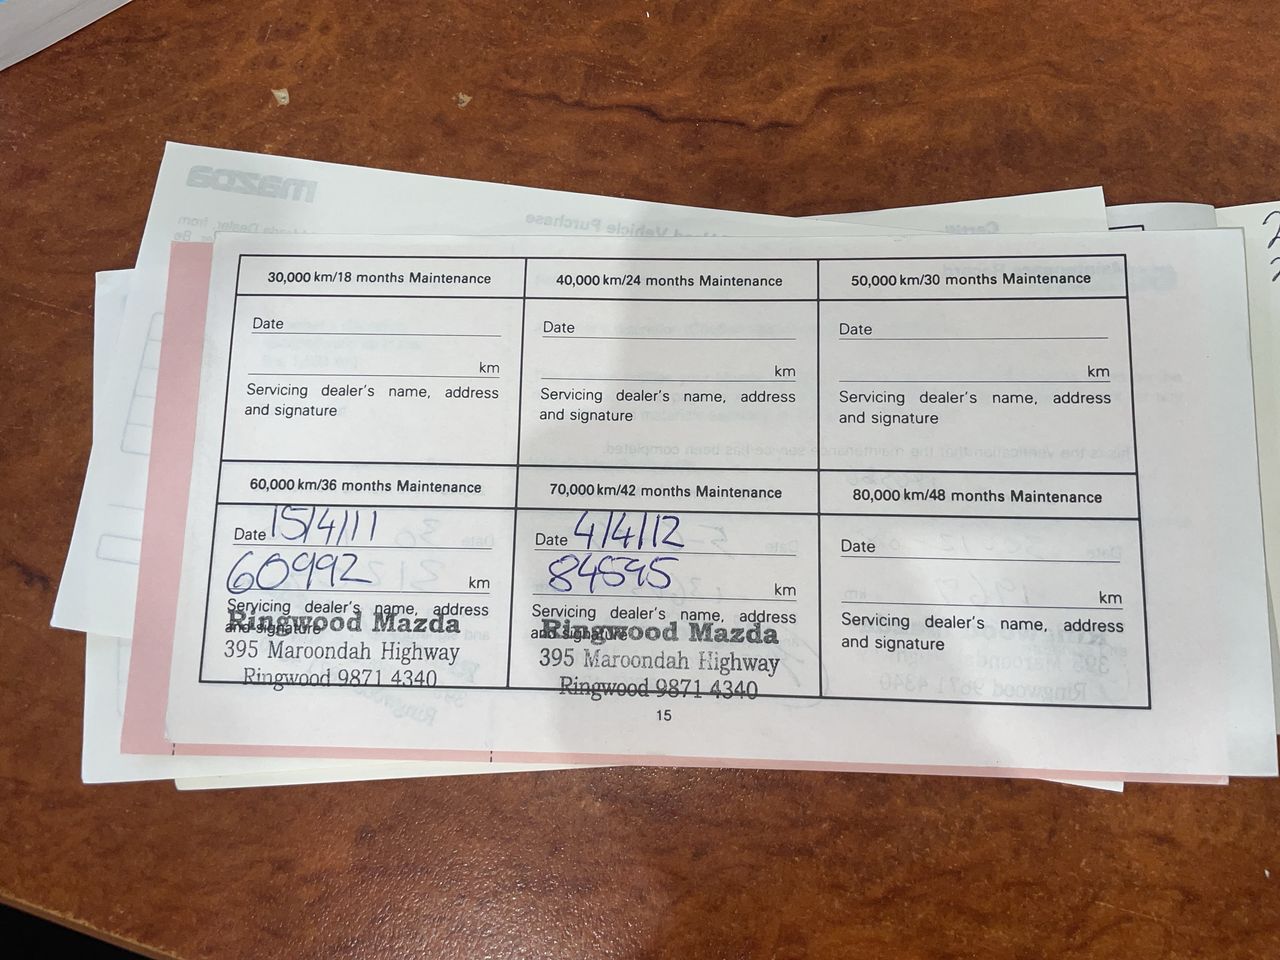 mazda
30,000 km/18 months Maintenance
Date
km
Servicing dealer's name, address
and signature
40,000 km/24 months Maintenance
Date
km
Servicing dealer's name, address
and signature
50,000 km/30 months Maintenance
Date
km
Servicing dealer's name, address
and signature
60,000 km/36 months Maintenance
Date 15/4/11
60992 km
Servicing dealer's name, address
and signature
Ringwood Mazda
395 Maroondah Highway
Ringwood 9871 4340
70,000 km/42 months Maintenance
Date 4/4/12
84595 km
Servicing dealer's name, address
and signature
Ringwood Mazda
395 Maroondah Highway
Ringwood 9871 4340
80,000 km/48 months Maintenance
Date
km
Servicing dealer's name, address
and signature
15